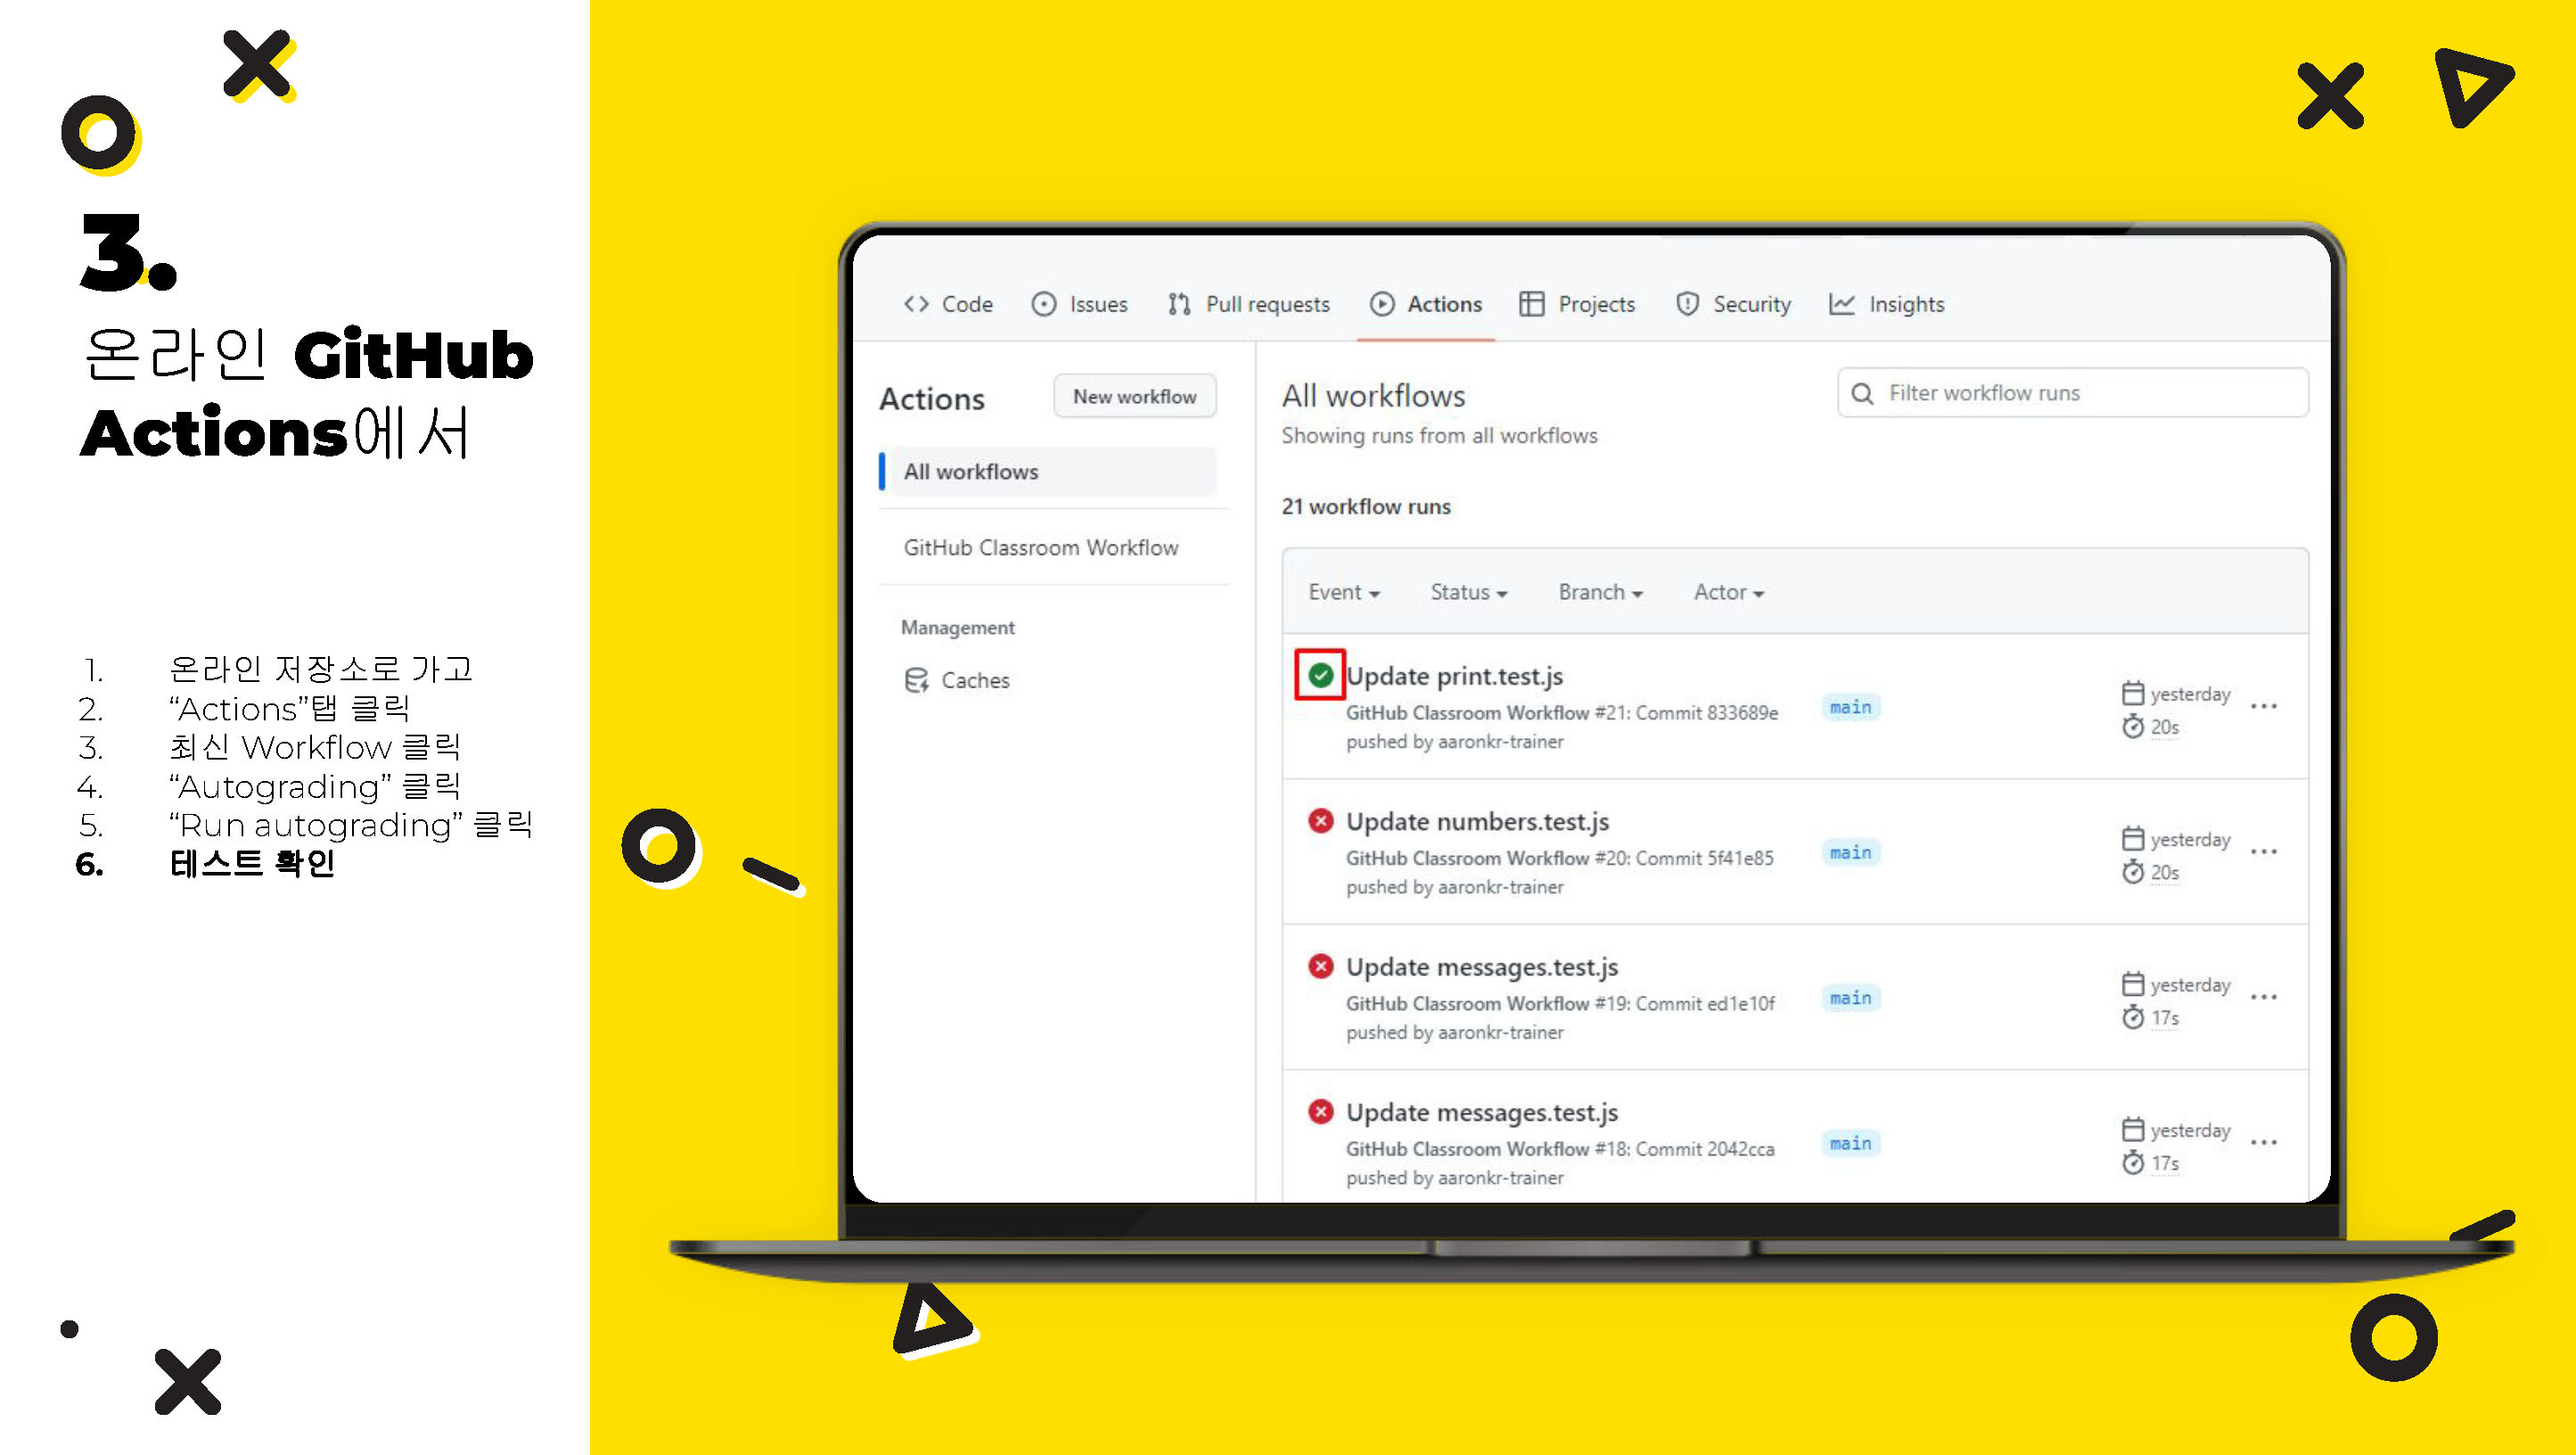 3.
온라인 GitHub
Actions에서
1. 온라인 저장소로 가고
2. “Actions”탭 클릭
3. 최신 Workflow 클릭
4. “Autograding” 클릭
5. “Run autograding” 클릭
6. 테스트 확인
Code Issues Pull requests Actions Projects Security Insights
Actions New workflow
All workflows
GitHub Classroom Workflow
Management
Caches
All workflows
Filter workflow runs
Showing runs from all workflows
21 workflow runs
Event Status Branch Actor
Update print.test.js
GitHub Classroom Workflow #21: Commit 833689e
pushed by aaronkr-trainer
main
yesterday
20s
Update numbers.test.js
GitHub Classroom Workflow #20: Commit 5f41e85
pushed by aaronkr-trainer
main
yesterday
20s
Update messages.test.js
GitHub Classroom Workflow #19: Commit ed1e10f
pushed by aaronkr-trainer
main
yesterday
17s
Update messages.test.js
GitHub Classroom Workflow #18: Commit 2042cca
pushed by aaronkr-trainer
main
yesterday
17s